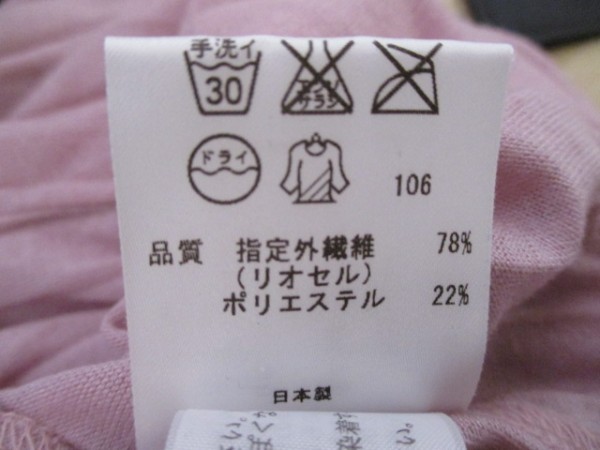 手洗イ
30
エンソ
サラシ
ドライ
106
品質 指定外繊維 78%
(リオセル)
ポリエステル 22%
日本製